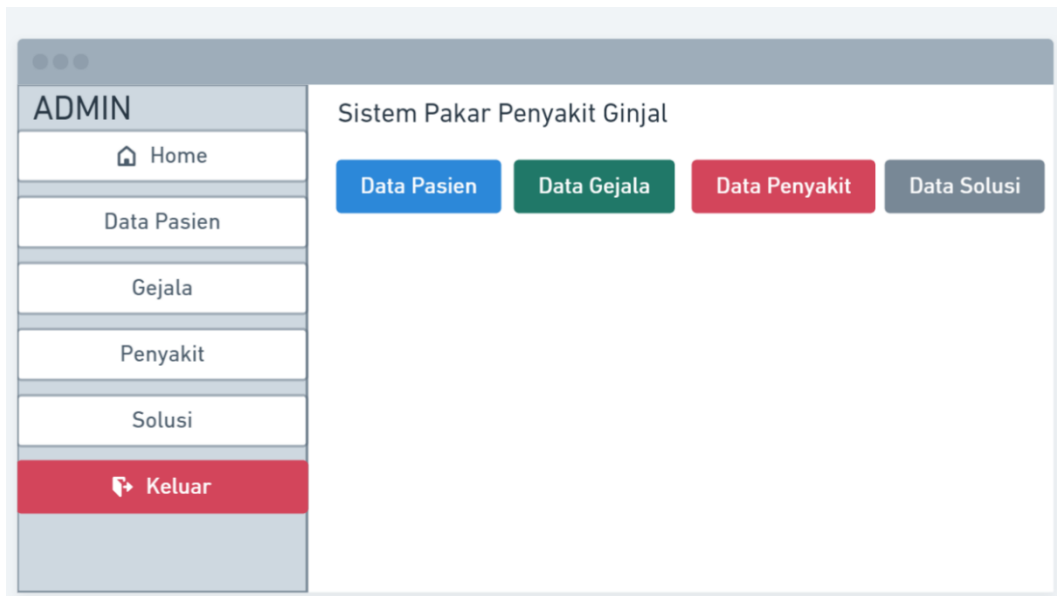 ADMIN
Home
Data Pasien
Gejala
Penyakit
Solusi
Keluar
Sistem Pakar Penyakit Ginjal
Data Pasien
Data Gejala
Data Penyakit
Data Solusi